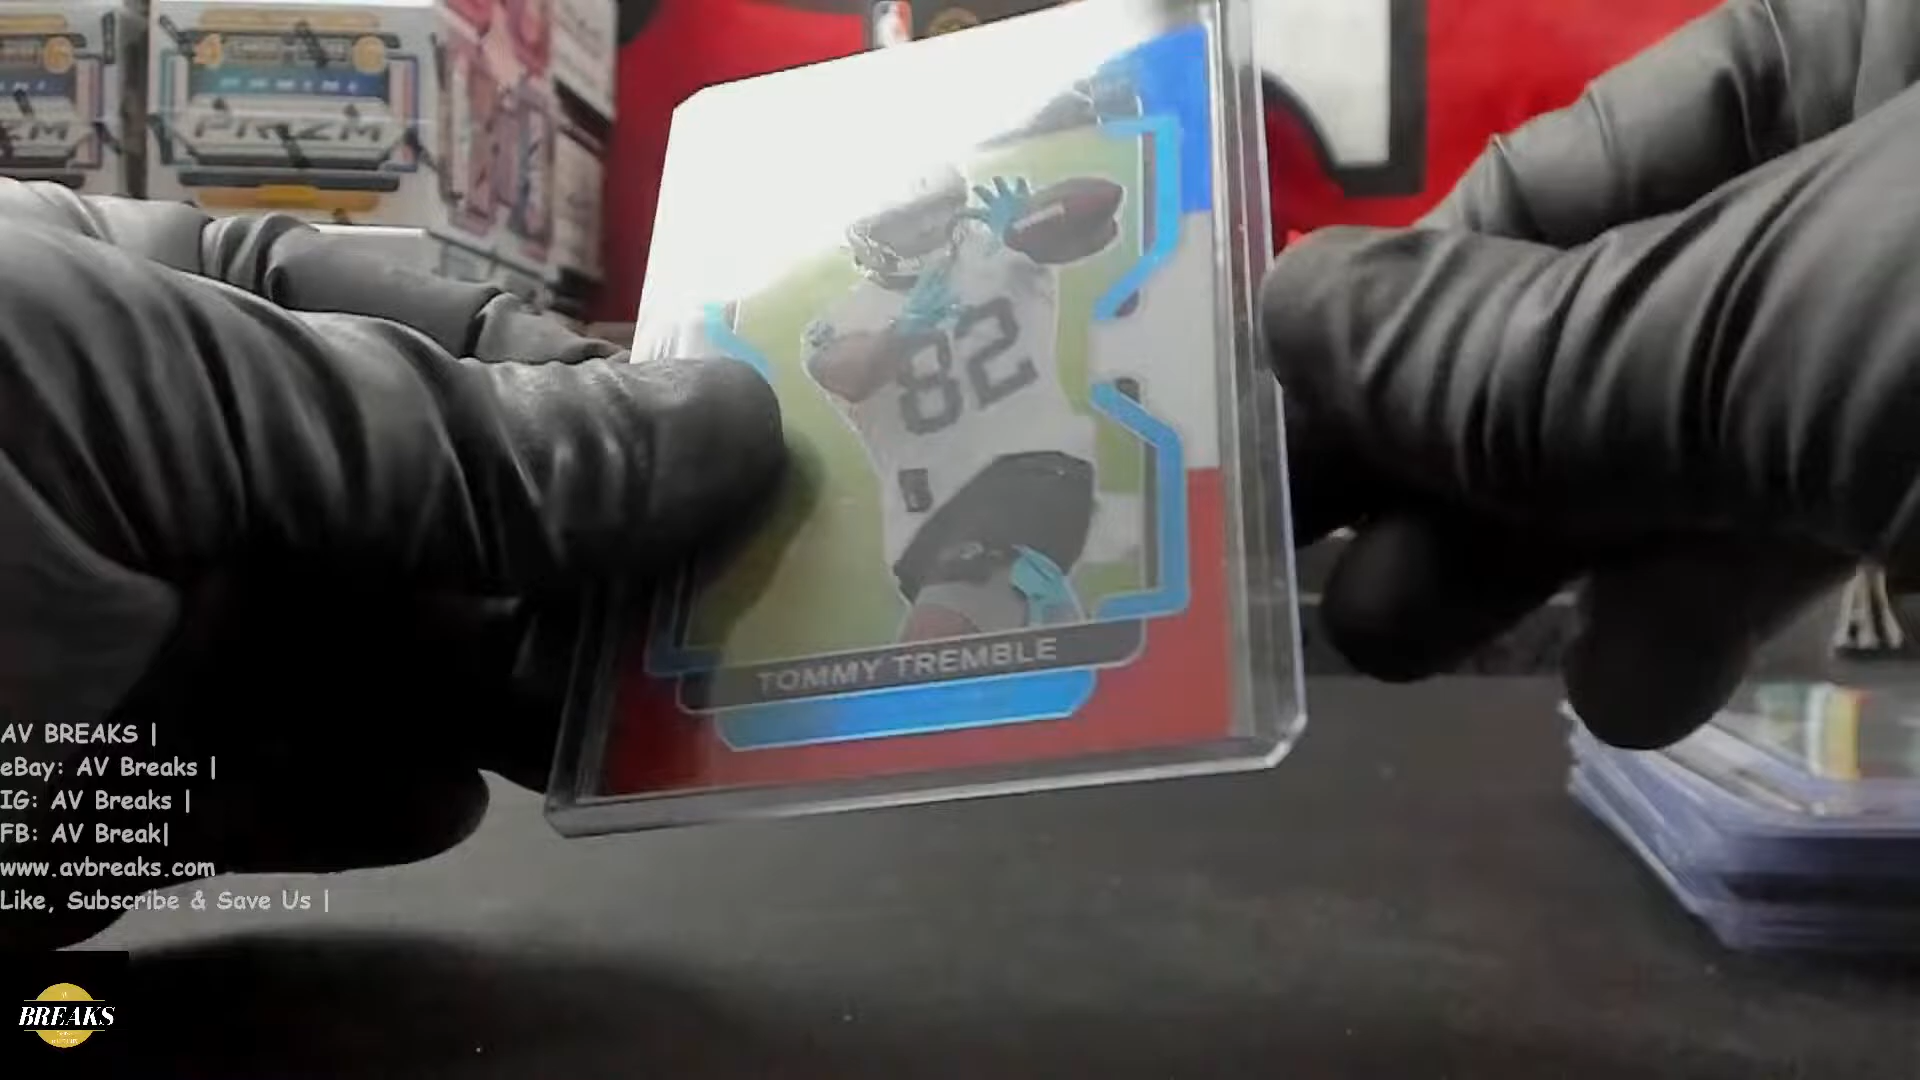 PRIZM
82
TOMMY TREMBLE
AV BREAKS |
eBay: AV Breaks |
IG: AV Breaks |
FB: AV Break|
www.avbreaks.com
Like, Subscribe & Save Us |
BREAKS